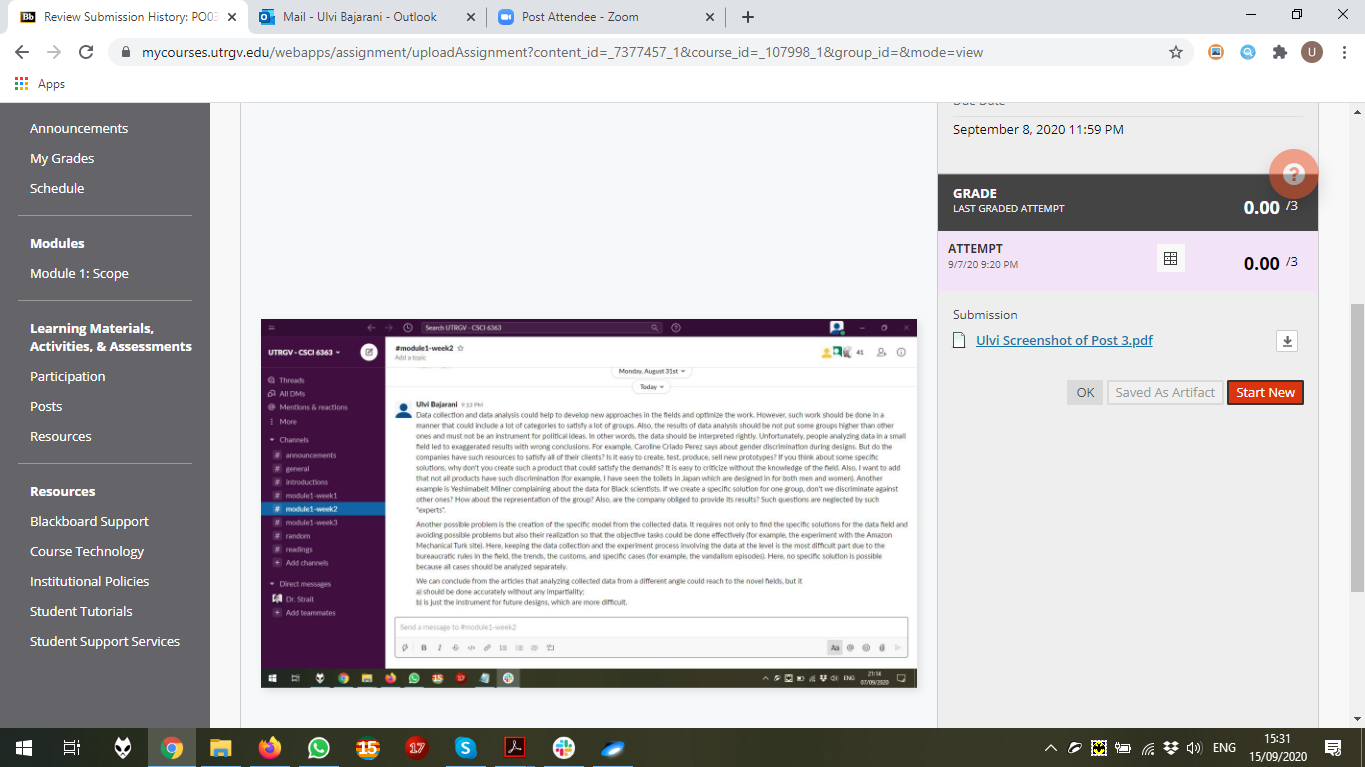 Review Submission History: PO03
Mail - Ulvi Bajarani - Outlook
Post Attendee - Zoom
mycourses.utrgv.edu/webapps/assignment/uploadAssignment?content_id=_7377457_1&course_id=_107998_1&group_id=&mode=view
U
Apps
Announcements
My Grades
Schedule
Modules
Module 1: Scope
Learning Materials,
Activities, & Assessments
Participation
Posts
Resources
Resources
Blackboard Support
Course Technology
Institutional Policies
Student Tutorials
Student Support Services
Search UTRGV - CSCI 6363
UTRGV - CSCI 6363
Threads
All DMs
Mentions & reactions
More
Channels
# announcements
# general
# introductions
# module1-week1
# module1-week2
# module1-week3
# random
# readings
+ Add channels
Direct messages
Dr. Strait
+ Add teammates
#module1-week2
Add a topic
41
Monday, August 31st
Today
Ulvi Bajarani 9:13 PM
Data collection and data analysis could help to develop new approaches in the fields and optimize the work. However, such work should be done in a
manner that could include a lot of categories to satisfy a lot of groups. Also, the results of data analysis should be not put some groups higher than other
ones and must not be an instrument for political ideas. In other words, the data should be interpreted rightly. Unfortunately, people analyzing data in a small
field led to exaggerated results with wrong conclusions. For example, Caroline Criado Perez says about gender discrimination during designs. But do the
companies have such resources to satisfy all of their clients? Is it easy to create, test, produce, sell new prototypes? If you think about some specific
solutions, why don't you create such a product that could satisfy the demands? It is easy to criticize without the knowledge of the field. Also, I want to add
that not all products have such discrimination (for example, I have seen the toilets in Japan which are designed in for both men and women). Another
example is Yeshimabeit Milner complaining about the data for Black scientists. If we create a specific solution for one group, don't we discriminate against
other ones? How about the representation of the group? Also, are the company obliged to provide its results? Such questions are neglected by such
"experts".
Another possible problem is the creation of the specific model from the collected data. It requires not only to find the specific solutions for the data field and
avoiding possible problems but also their realization so that the objective tasks could be done effectively (for example, the experiment with the Amazon
Mechanical Turk site). Here, keeping the data collection and the experiment process involving the data at the level is the most difficult part due to the
bureaucratic rules in the field, the trends, the customs, and specific cases (for example, the vandalism episodes). Here, no specific solution is possible
because all cases should be analyzed separately.
We can conclude from the articles that analyzing collected data from a different angle could reach to the novel fields, but it
a) should be done accurately without any impartiality;
b) is just the instrument for future designs, which are more difficult.
Send a message to #module1-week2
ENG
21:14
07/09/2020
Due Date
September 8, 2020 11:59 PM
GRADE
LAST GRADED ATTEMPT
0.00 /3
ATTEMPT
9/7/20 9:20 PM
0.00 /3
Submission
Ulvi Screenshot of Post 3.pdf
OK
Saved As Artifact
Start New
15
17
ENG
15:31
15/09/2020